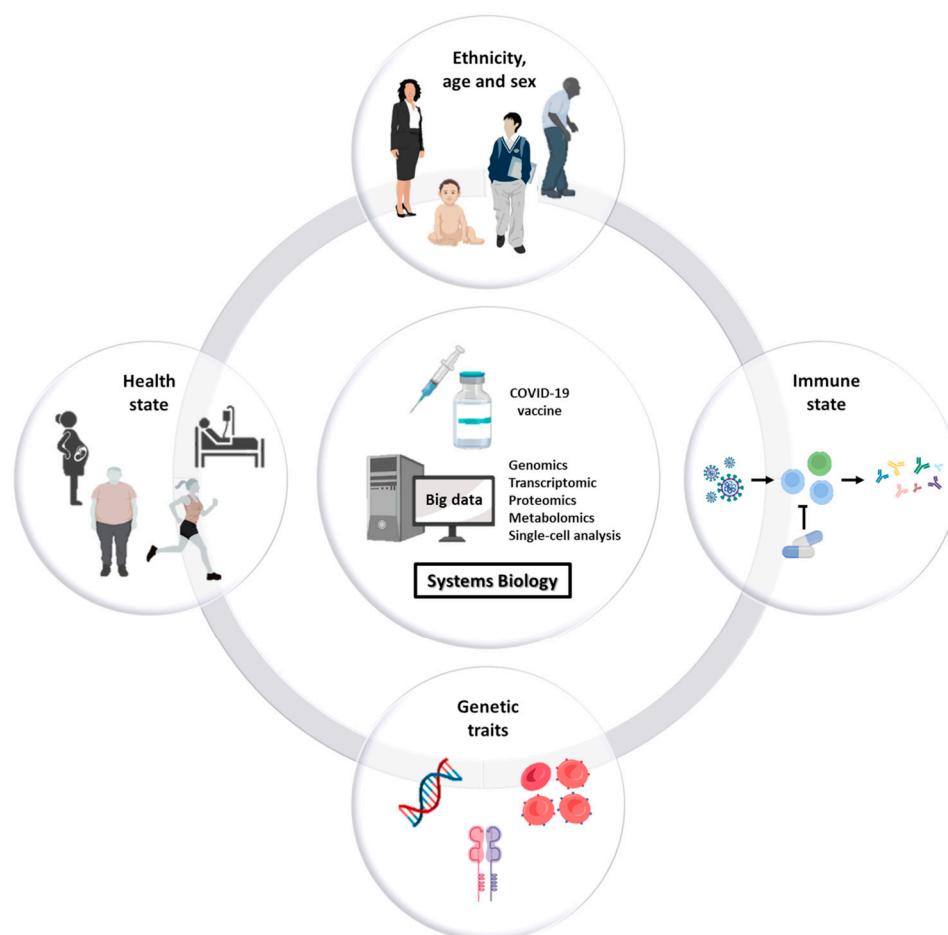 Ethnicity,
age and sex
Health
state
COVID-19
vaccine
Big data
Genomics
Transcriptomic
Proteomics
Metabolomics
Single-cell analysis
Systems Biology
Immune
state
Genetic
traits